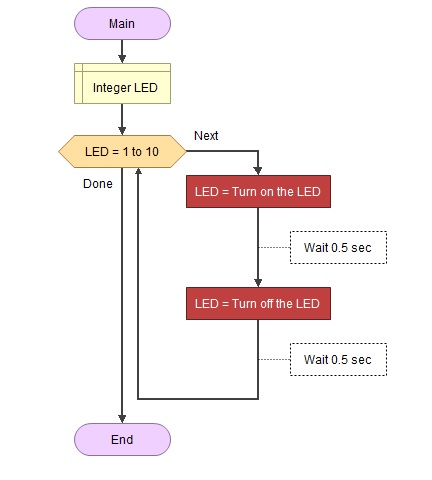 Main
Integer LED
LED = 1 to 10
Next
Done
LED = Turn on the LED
Wait 0.5 sec
LED = Turn off the LED
Wait 0.5 sec
End